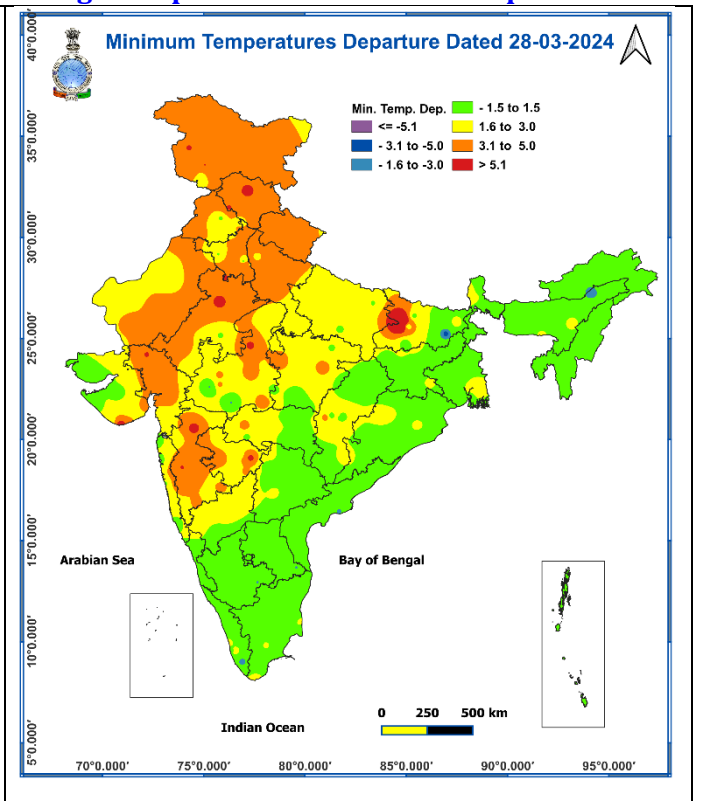 Minimum Temperatures Departure Dated 28-03-2024
Min. Temp. Dep.
<= -5.1
- 3.1 to -5.0
- 1.6 to -3.0
- 1.5 to 1.5
1.6 to 3.0
3.1 to 5.0
> 5.1
40°0.000'
35°0.000'
30°0.000'
25°0.000'
20°0.000'
15°0.000'
10°0.000'
5°0.000'
Arabian Sea
Bay of Bengal
Indian Ocean
0 250 500 km
70°0.000' 75°0.000' 80°0.000' 85°0.000' 90°0.000' 95°0.000'